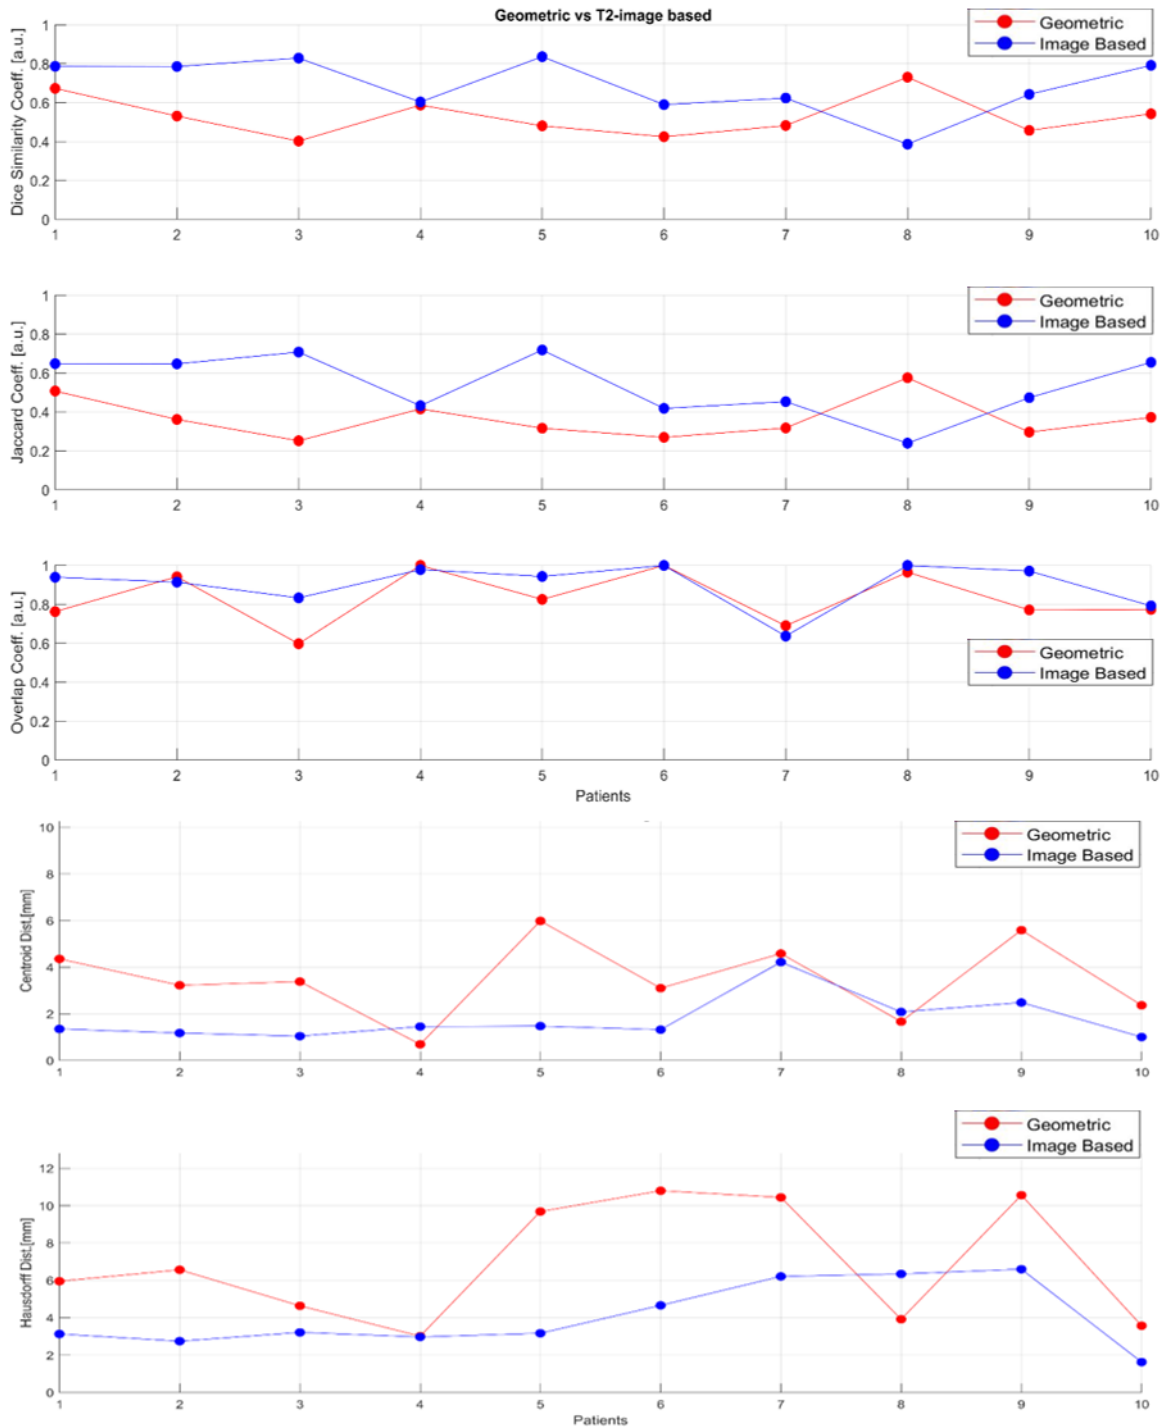 Geometric vs T2-image based
Dice Similarity Coeff. [a.u.]
1
0.8
0.6
0.4
0.2
0
Geometric
Image Based
1 2 3 4 5 6 7 8 9 10
Jaccard Coeff. [a.u.]
1
0.8
0.6
0.4
0.2
0
Geometric
Image Based
1 2 3 4 5 6 7 8 9 10
Overlap Coeff. [a.u.]
1
0.8
0.6
0.4
0.2
0
Geometric
Image Based
1 2 3 4 5 6 7 8 9 10
Patients
Centroid Dist.[mm]
10
8
6
4
2
0
Geometric
Image Based
1 2 3 4 5 6 7 8 9 10
Hausdorff Dist.[mm]
12
10
8
6
4
2
0
Geometric
Image Based
1 2 3 4 5 6 7 8 9 10
Patients